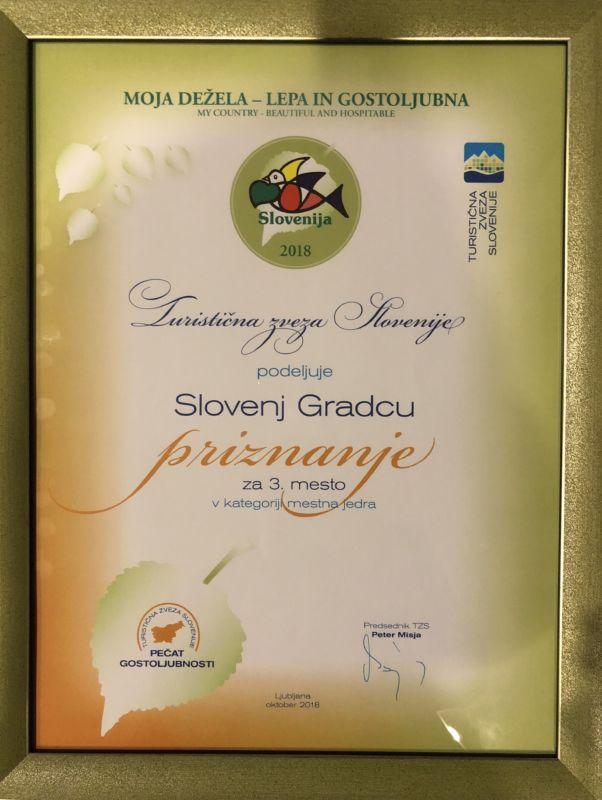 MOJA DEŽELA – LEPA IN GOSTOLJUBNA
MY COUNTRY - BEAUTIFUL AND HOSPITABLE
Slovenija
2018
TURISTIČNA
ZVEZA
SLOVENIJE
Turistična zveza Slovenije
podeljuje
Slovenj Gradcu
priznanje
za 3. mesto
v kategoriji mestna jedra
TURISTIČNA ZVEZA SLOVENIJE
PEČAT
GOSTOLJUBNOSTI
Predsednik TZS
Peter Misja
Ljubljana
oktober 2018